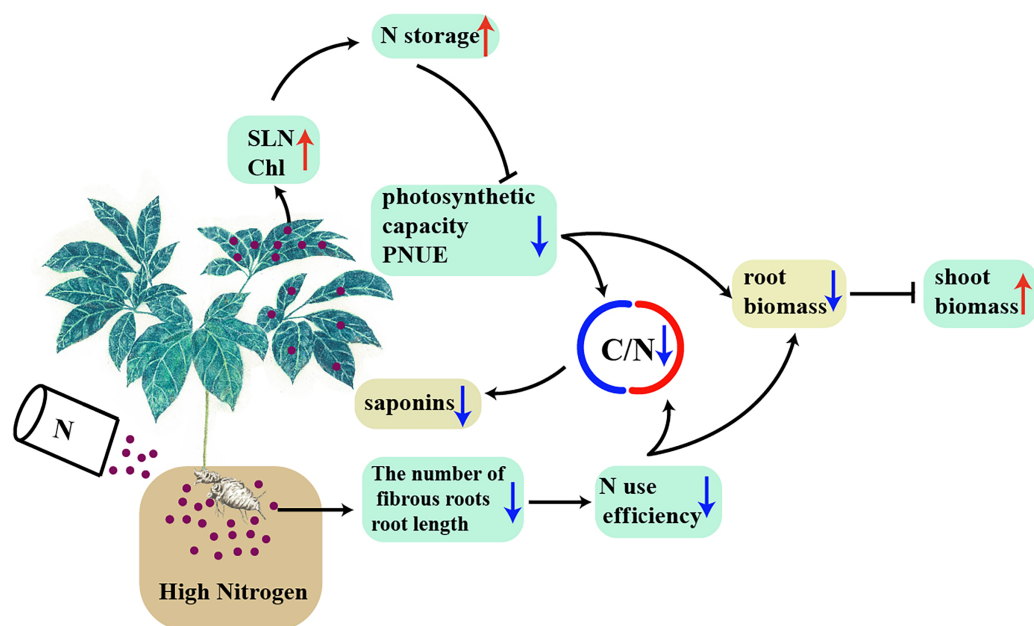 N storage
SLN
Chl
photosynthetic
capacity
PNUE
root
biomass
shoot
biomass
C/N
saponins
N
The number of
fibrous roots
root length
N use
efficiency
High Nitrogen